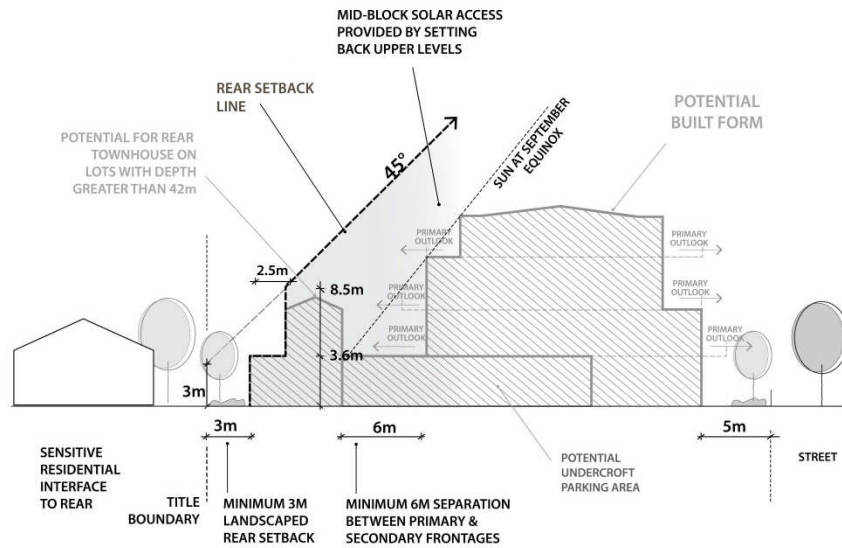 MID-BLOCK SOLAR ACCESS
PROVIDED BY SETTING
BACK UPPER LEVELS
REAR SETBACK
LINE
POTENTIAL FOR REAR
TOWNHOUSE ON
LOTS WITH DEPTH
GREATER THAN 42m
45°
SUN AT SEPTEMBER
EQUINOX
POTENTIAL
BUILT FORM
PRIMARY
OUTLOOK
PRIMARY
OUTLOOK
2.5m
8.5m
PRIMARY
OUTLOOK
PRIMARY
OUTLOOK
PRIMARY
OUTLOOK
PRIMARY
OUTLOOK
3.6m
3m
3m
6m
5m
SENSITIVE
RESIDENTIAL
INTERFACE
TO REAR
TITLE
BOUNDARY
MINIMUM 3M
LANDSCAPED
REAR SETBACK
MINIMUM 6M SEPARATION
BETWEEN PRIMARY &
SECONDARY FRONTAGES
POTENTIAL
UNDERCROFT
PARKING AREA
STREET